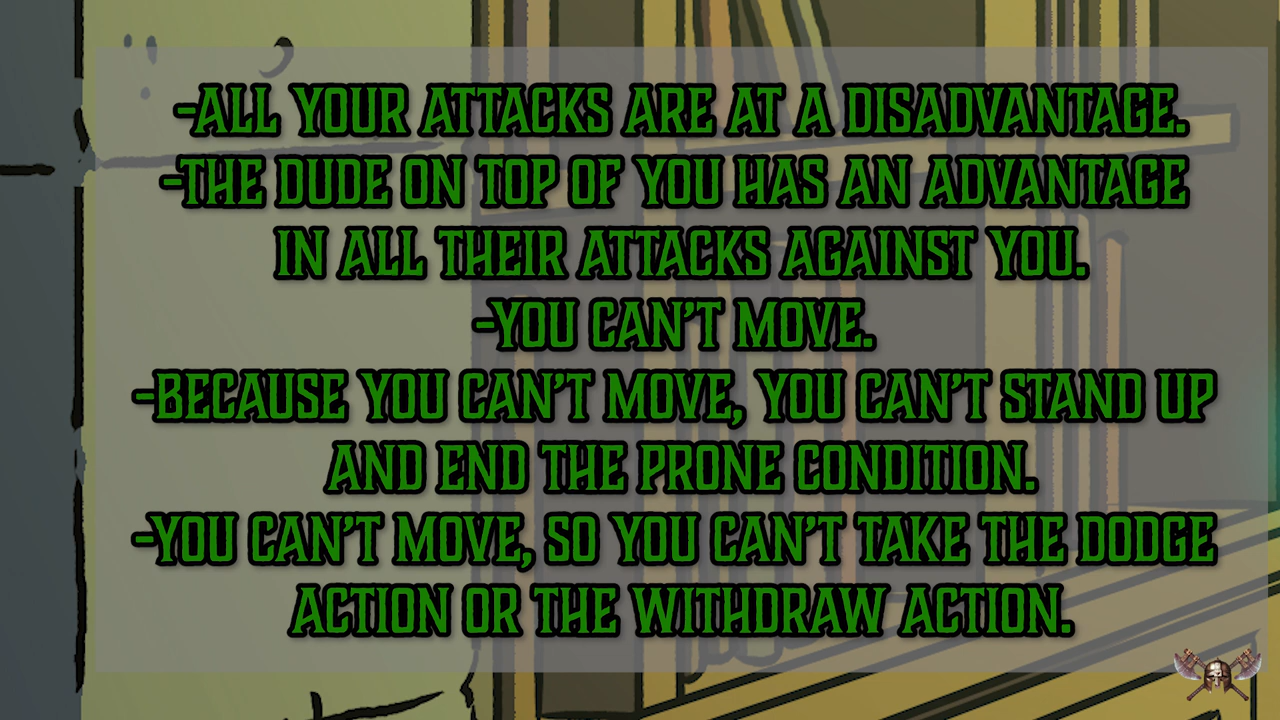 -ALL YOUR ATTACKS ARE AT A DISADVANTAGE.
-THE DUDE ON TOP OF YOU HAS AN ADVANTAGE
IN ALL THEIR ATTACKS AGAINST YOU.
-YOU CAN'T MOVE.
-BECAUSE YOU CAN'T MOVE, YOU CAN'T STAND UP
AND END THE PRONE CONDITION.
-YOU CAN'T MOVE, SO YOU CAN'T TAKE THE DODGE
ACTION OR THE WITHDRAW ACTION.